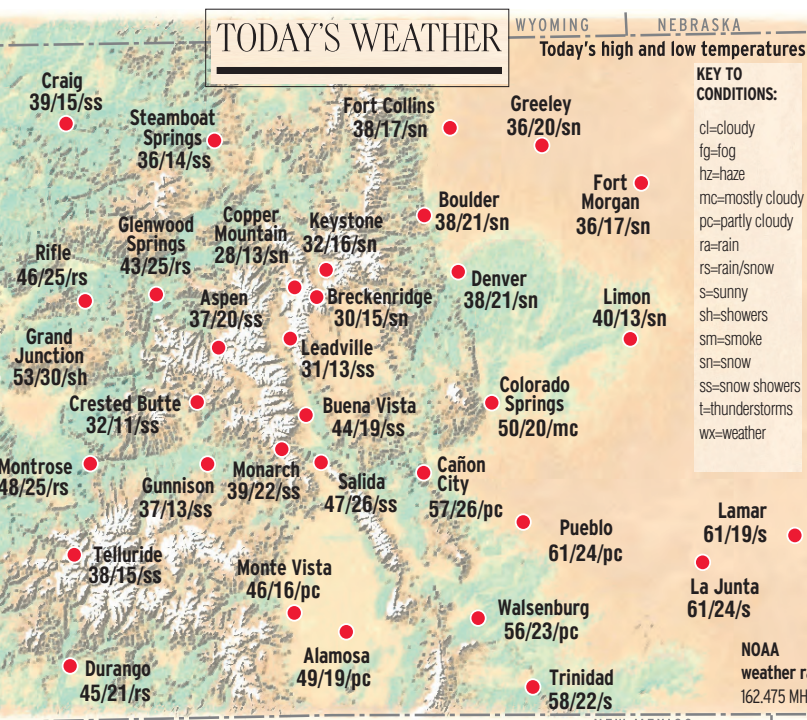 WYOMING
NEBRASKA
TODAY'S WEATHER
Today's high and low temperatures
KEY TO
CONDITIONS:
cl=cloudy
fg=fog
hz=haze
mc=mostly cloudy
pc=partly cloudy
ra=rain
rs=rain/snow
s=sunny
sh=showers
sm=smoke
sn=snow
ss=snow showers
t=thunderstorms
wx=weather
Craig
39/15/ss
Steamboat
Springs
36/14/ss
Fort Collins
38/17/sn
Greeley
36/20/sn
Fort
Morgan
36/17/sn
Boulder
38/21/sn
Rifle
46/25/rs
Glenwood
Springs
43/25/rs
Copper
Mountain
28/13/sn
Keystone
32/16/sn
Denver
38/21/sn
Limon
40/13/sn
Aspen
37/20/ss
Breckenridge
30/15/sn
Grand
Junction
53/30/sh
Leadville
31/13/ss
Crested Butte
32/11/ss
Buena Vista
44/19/ss
Colorado
Springs
50/20/mc
Montrose
48/25/rs
Gunnison
37/13/ss
Monarch
39/22/ss
Salida
47/26/ss
Cañon
City
57/26/pc
Pueblo
61/24/pc
Lamar
61/19/s
Telluride
38/15/ss
Monte Vista
46/16/pc
La Junta
61/24/s
Walsenburg
56/23/pc
Alamosa
49/19/pc
Durango
45/21/rs
Trinidad
58/22/s
NOAA
weather
162.475